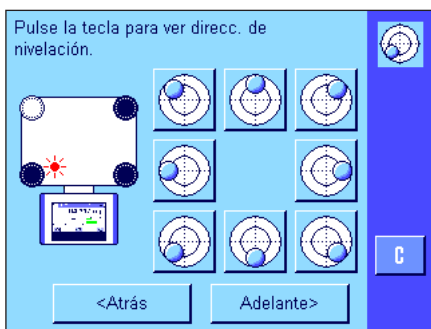 Pulse la tecla para ver direcc. de
nivelación.
C
<Atrás
Adelante>